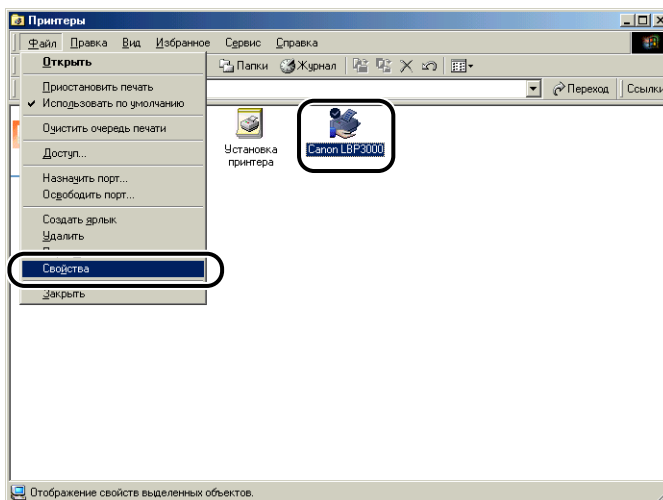 Принтеры
Файл Правка Вид Избранное Сервис Справка
Папки Журнал
Переход Ссылки
Открыть
Приостановить печать
Использовать по умолчанию
Очистить очередь печати
Доступ...
Назначить порт...
Освободить порт...
Создать ярлык
Удалить
Свойства
Закрыть
Установка
принтера
Canon LBP3000
Отображение свойств выделенных объектов.